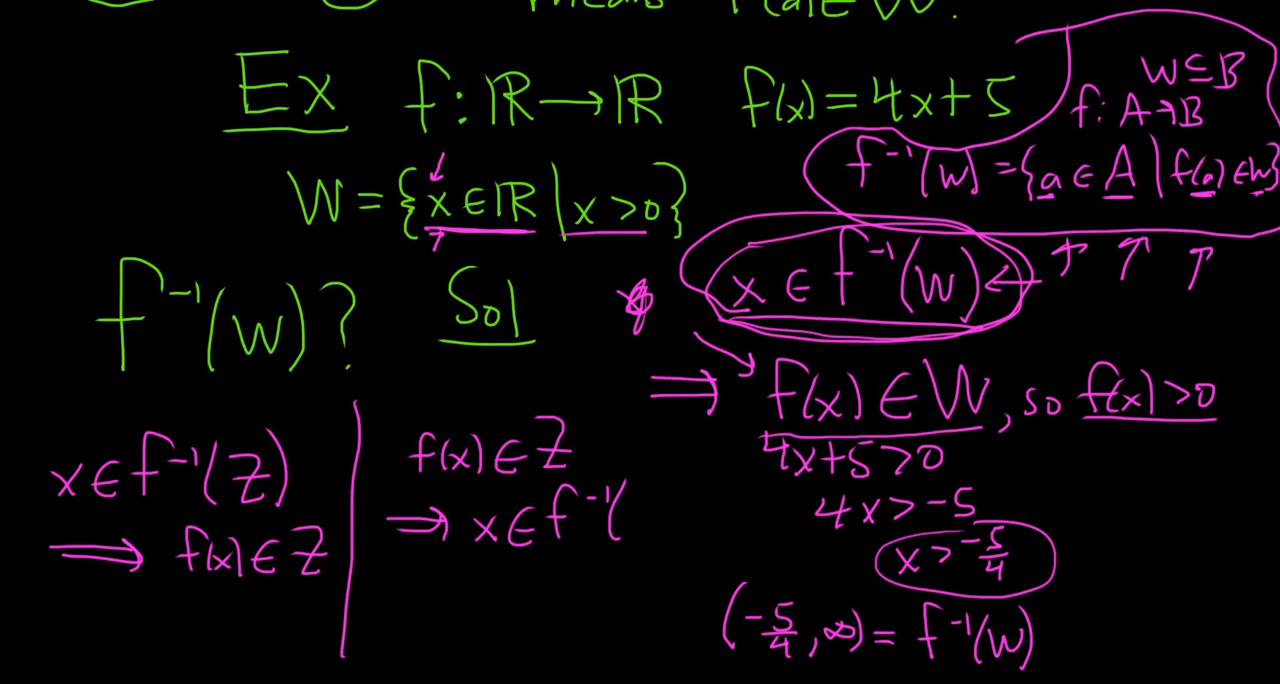 means f(a) ∈ W.
Ex f: ℝ → ℝ f(x) = 4x + 5
W ⊆ B
f: A → B
W = {x ∈ ℝ | x > 0}
f⁻¹(W) = {a ∈ A | f(a) ∈ W}
f⁻¹(W)? Sol
x ∈ f⁻¹(W) ←
⟹ f(x) ∈ W, so f(x) > 0
4x + 5 > 0
4x > -5
x > -5/4
(-5/4, ∞) = f⁻¹(W)
x ∈ f⁻¹(Z)
⟹ f(x) ∈ Z
f(x) ∈ Z
⟹ x ∈ f⁻¹(